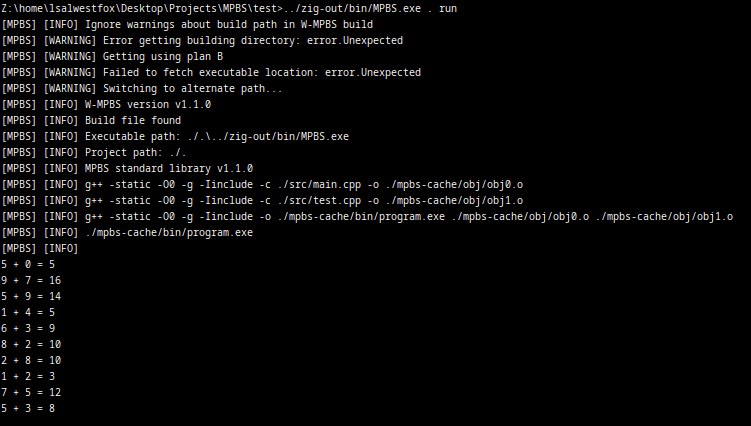 Z:\home\lsalwestfox\Desktop\Projects\MPBS\test>../zig-out/bin/MPBS.exe . run
[MPBS] [INFO] Ignore warnings about build path in W-MPBS build
[MPBS] [WARNING] Error getting building directory: error.Unexpected
[MPBS] [WARNING] Getting using plan B
[MPBS] [WARNING] Failed to fetch executable location: error.Unexpected
[MPBS] [WARNING] Switching to alternate path...
[MPBS] [INFO] W-MPBS version v1.1.0
[MPBS] [INFO] Build file found
[MPBS] [INFO] Executable path: ./.\../zig-out/bin/MPBS.exe
[MPBS] [INFO] Project path: ./.
[MPBS] [INFO] MPBS standard library v1.1.0
[MPBS] [INFO] g++ -static -O0 -g -Iinclude -c ./src/main.cpp -o ./mpbs-cache/obj/obj0.o
[MPBS] [INFO] g++ -static -O0 -g -Iinclude -c ./src/test.cpp -o ./mpbs-cache/obj/obj1.o
[MPBS] [INFO] g++ -static -O0 -g -Iinclude -o ./mpbs-cache/bin/program.exe ./mpbs-cache/obj/obj0.o ./mpbs-cache/obj/obj1.o
[MPBS] [INFO] ./mpbs-cache/bin/program.exe
[MPBS] [INFO]
5 + 0 = 5
9 + 7 = 16
5 + 9 = 14
1 + 4 = 5
6 + 3 = 9
8 + 2 = 10
2 + 8 = 10
1 + 2 = 3
7 + 5 = 12
5 + 3 = 8